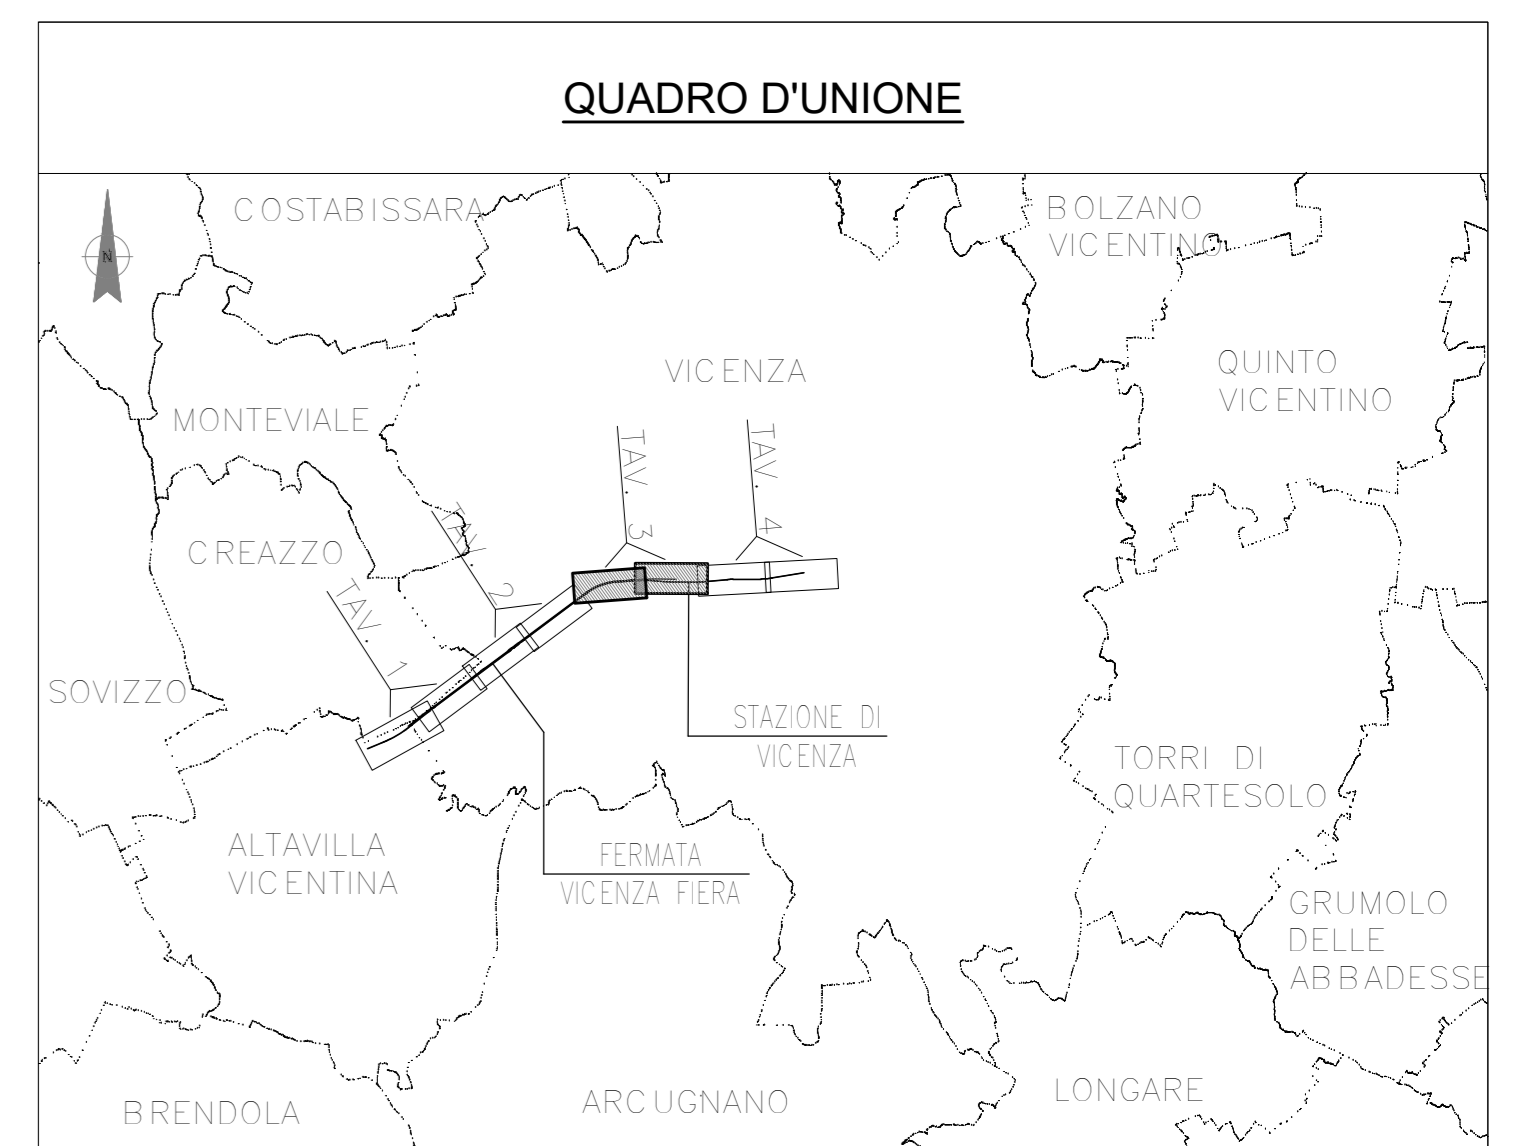 QUADRO D'UNIONE
N
COSTABISSARA
BOLZANO
VICENTINO
VICENZA
QUINTO
VICENTINO
MONTEVIALE
CREAZZO
TAV. 1
TAV. 2
TAV. 3
TAV. 4
SOVIZZO
STAZIONE DI
VICENZA
TORRI DI
QUARTESOLO
ALTAVILLA
VICENTINA
FERMATA
VICENZA FIERA
GRUMOLO
DELLE
ABBADESSE
BRENDOLA
ARCUGNANO
LONGARE